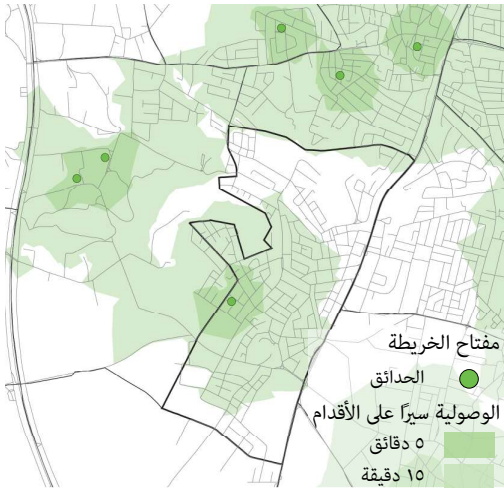 مفتاح الخريطة
الحدائق
الوصولية سيرًا على الأقدام
٥ دقائق
١٥ دقيقة